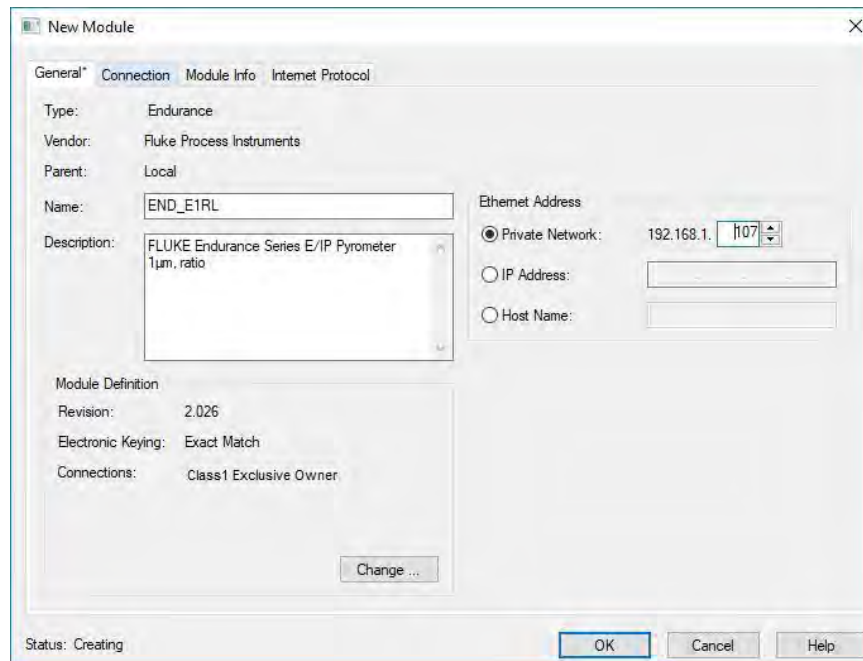 New Module
General* Connection Module Info Internet Protocol
Type: Endurance
Vendor: Fluke Process Instruments
Parent: Local
Name: END_E1RL
Description: FLUKE Endurance Series E/IP Pyrometer
1µm, ratio
Ethernet Address
Private Network: 192.168.1. 107
IP Address:
Host Name:
Module Definition
Revision: 2.026
Electronic Keying: Exact Match
Connections: Class1 Exclusive Owner
Change ...
Status: Creating
OK Cancel Help